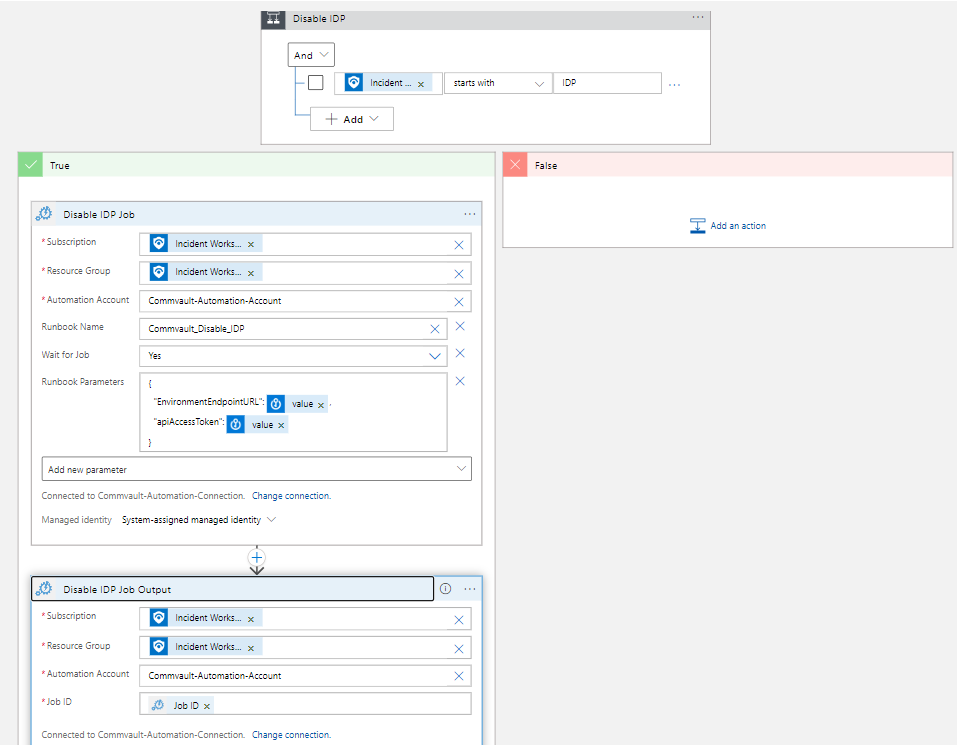 Disable IDP
And
Incident ... x starts with IDP
Add
True
False
Add an action
Disable IDP Job
*Subscription Incident Works... x
*Resource Group Incident Works... x
*Automation Account Commvault-Automation-Account
Runbook Name Commvault_Disable_IDP
Wait for Job Yes
Runbook Parameters {
"EnvironmentEndpointURL": value x ,
"apiAccessToken": value x
}
Add new parameter
Connected to Commvault-Automation-Connection. Change connection.
Managed identity System-assigned managed identity
Disable IDP Job Output
*Subscription Incident Works... x
*Resource Group Incident Works... x
*Automation Account Commvault-Automation-Account
*Job ID Job ID x
Connected to Commvault-Automation-Connection. Change connection.